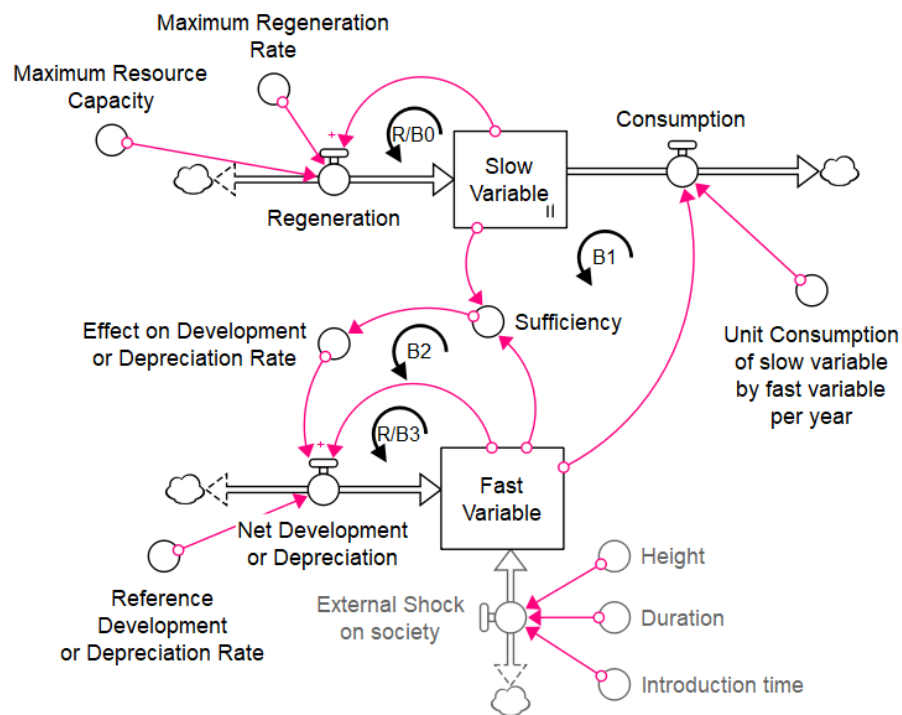 Maximum Regeneration
Rate
Maximum Resource
Capacity
Consumption
+
R/B0
Slow
Variable
Regeneration
B1
Effect on Development
or Depreciation Rate
Sufficiency
B2
Unit Consumption
of slow variable
by fast variable
per year
R/B3
+
Fast
Variable
Net Development
or Depreciation
Reference
Development
or Depreciation Rate
External Shock
on society
Height
Duration
Introduction time